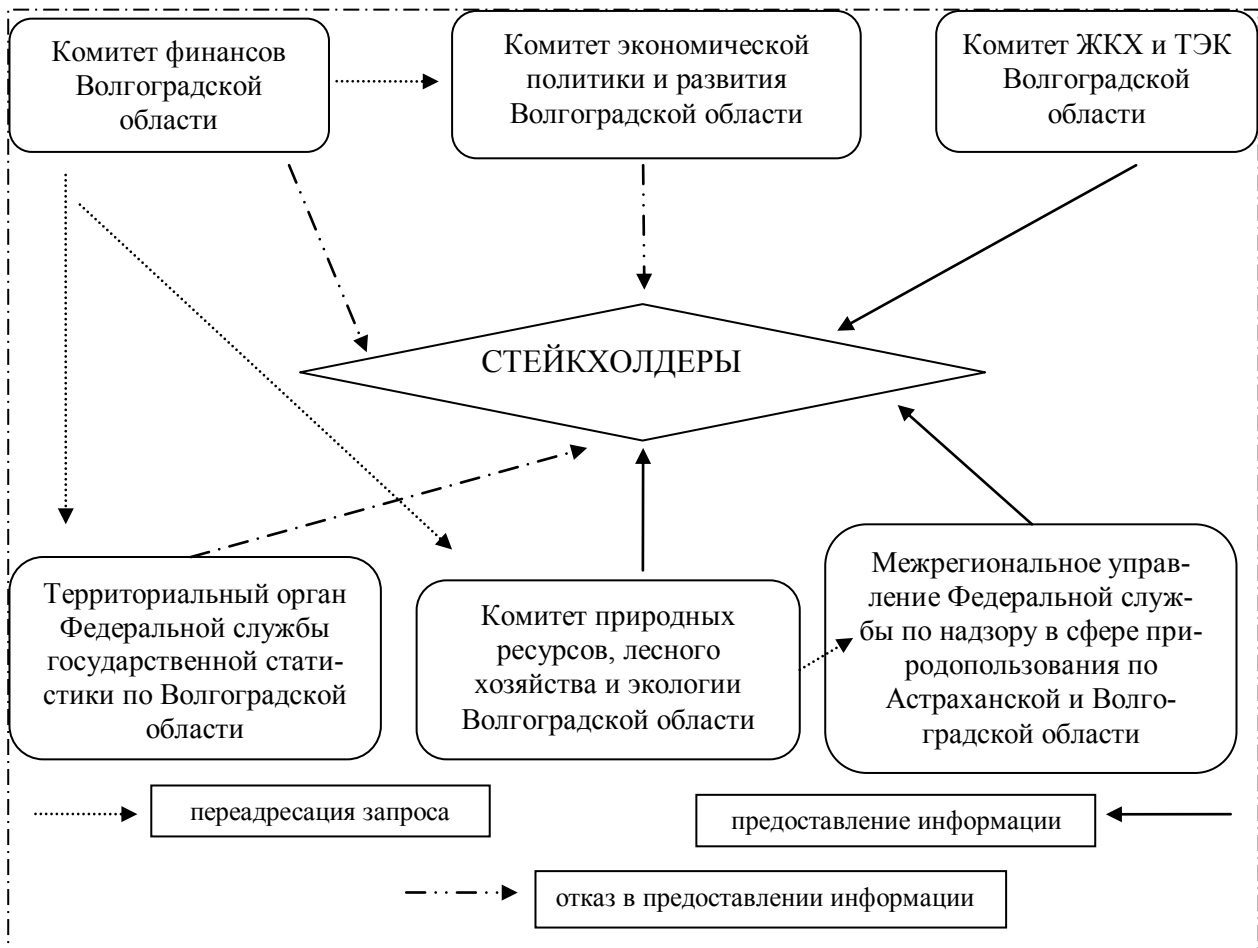 Комитет финансов
Волгоградской
области
Комитет экономической
политики и развития
Волгоградской области
Комитет ЖКХ и ТЭК
Волгоградской
области
СТЕЙКХОЛДЕРЫ
Территориальный орган
Федеральной службы
государственной стати-
стики по Волгоградской
области
Комитет природных
ресурсов, лесного
хозяйства и экологии
Волгоградской области
Межрегиональное управ-
ление Федеральной служ-
бы по надзору в сфере при-
родопользования по
Астраханской и Волго-
градской области
переадресация запроса
предоставление информации
отказ в предоставлении информации